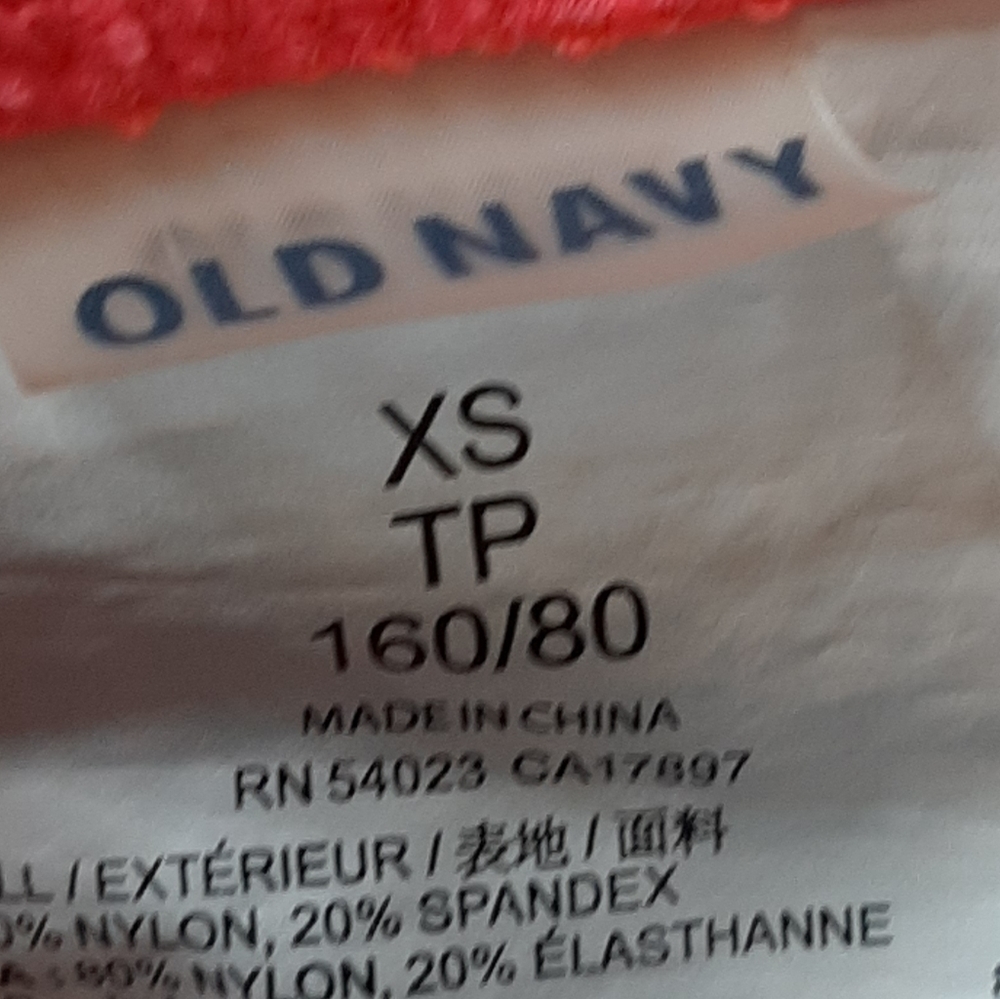 OLD NAVY
XS
TP
160/80
MADE IN CHINA
RN 54023 CA17897
/ EXTÉRIEUR / 表地 / 面料
NYLON, 20% SPANDEX
80% NYLON, 20% ÉLASTHANNE